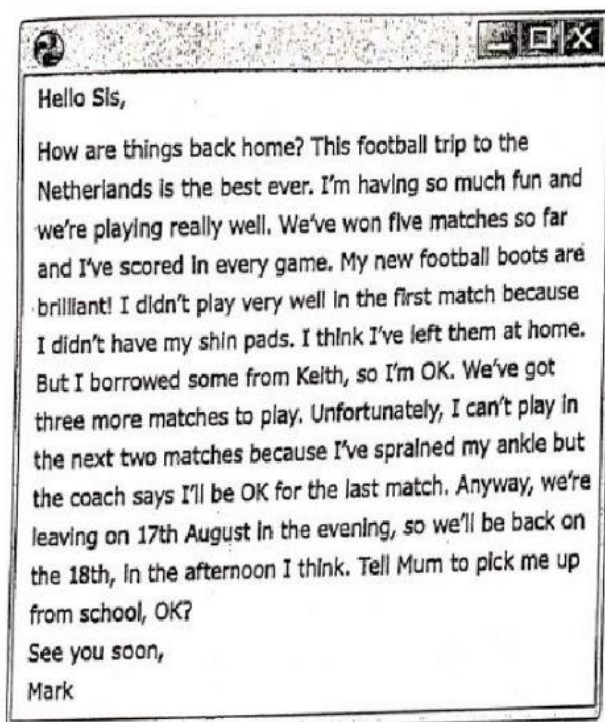 Hello Sis,
How are things back home? This football trip to the
Netherlands is the best ever. I'm having so much fun and
we're playing really well. We've won five matches so far
and I've scored in every game. My new football boots are
brilliant! I didn't play very well in the first match because
I didn't have my shin pads. I think I've left them at home.
But I borrowed some from Keith, so I'm OK. We've got
three more matches to play. Unfortunately, I can't play in
the next two matches because I've sprained my ankle but
the coach says I'll be OK for the last match. Anyway, we're
leaving on 17th August in the evening, so we'll be back on
the 18th, in the afternoon I think. Tell Mum to pick me up
from school, OK?
See you soon,
Mark